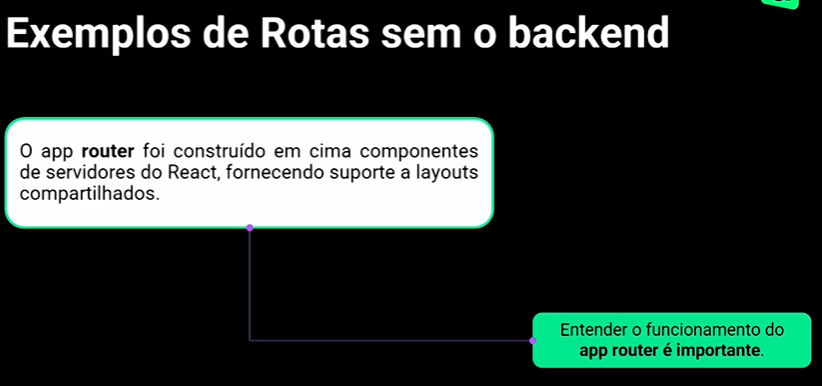 Exemplos de Rotas sem o backend
O app router foi construído em cima componentes
de servidores do React, fornecendo suporte a layouts
compartilhados.
Entender o funcionamento do
app router é importante.